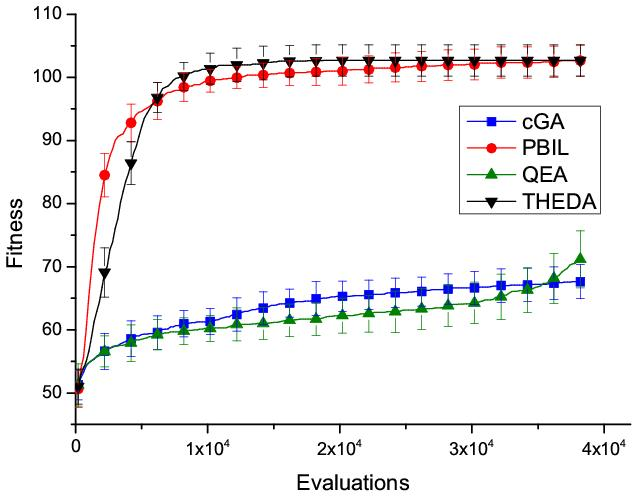 110
100
90
80
70
60
50
Fitness
cGA
PBIL
QEA
THEDA
0
1x10⁴
2x10⁴
3x10⁴
4x10⁴
Evaluations